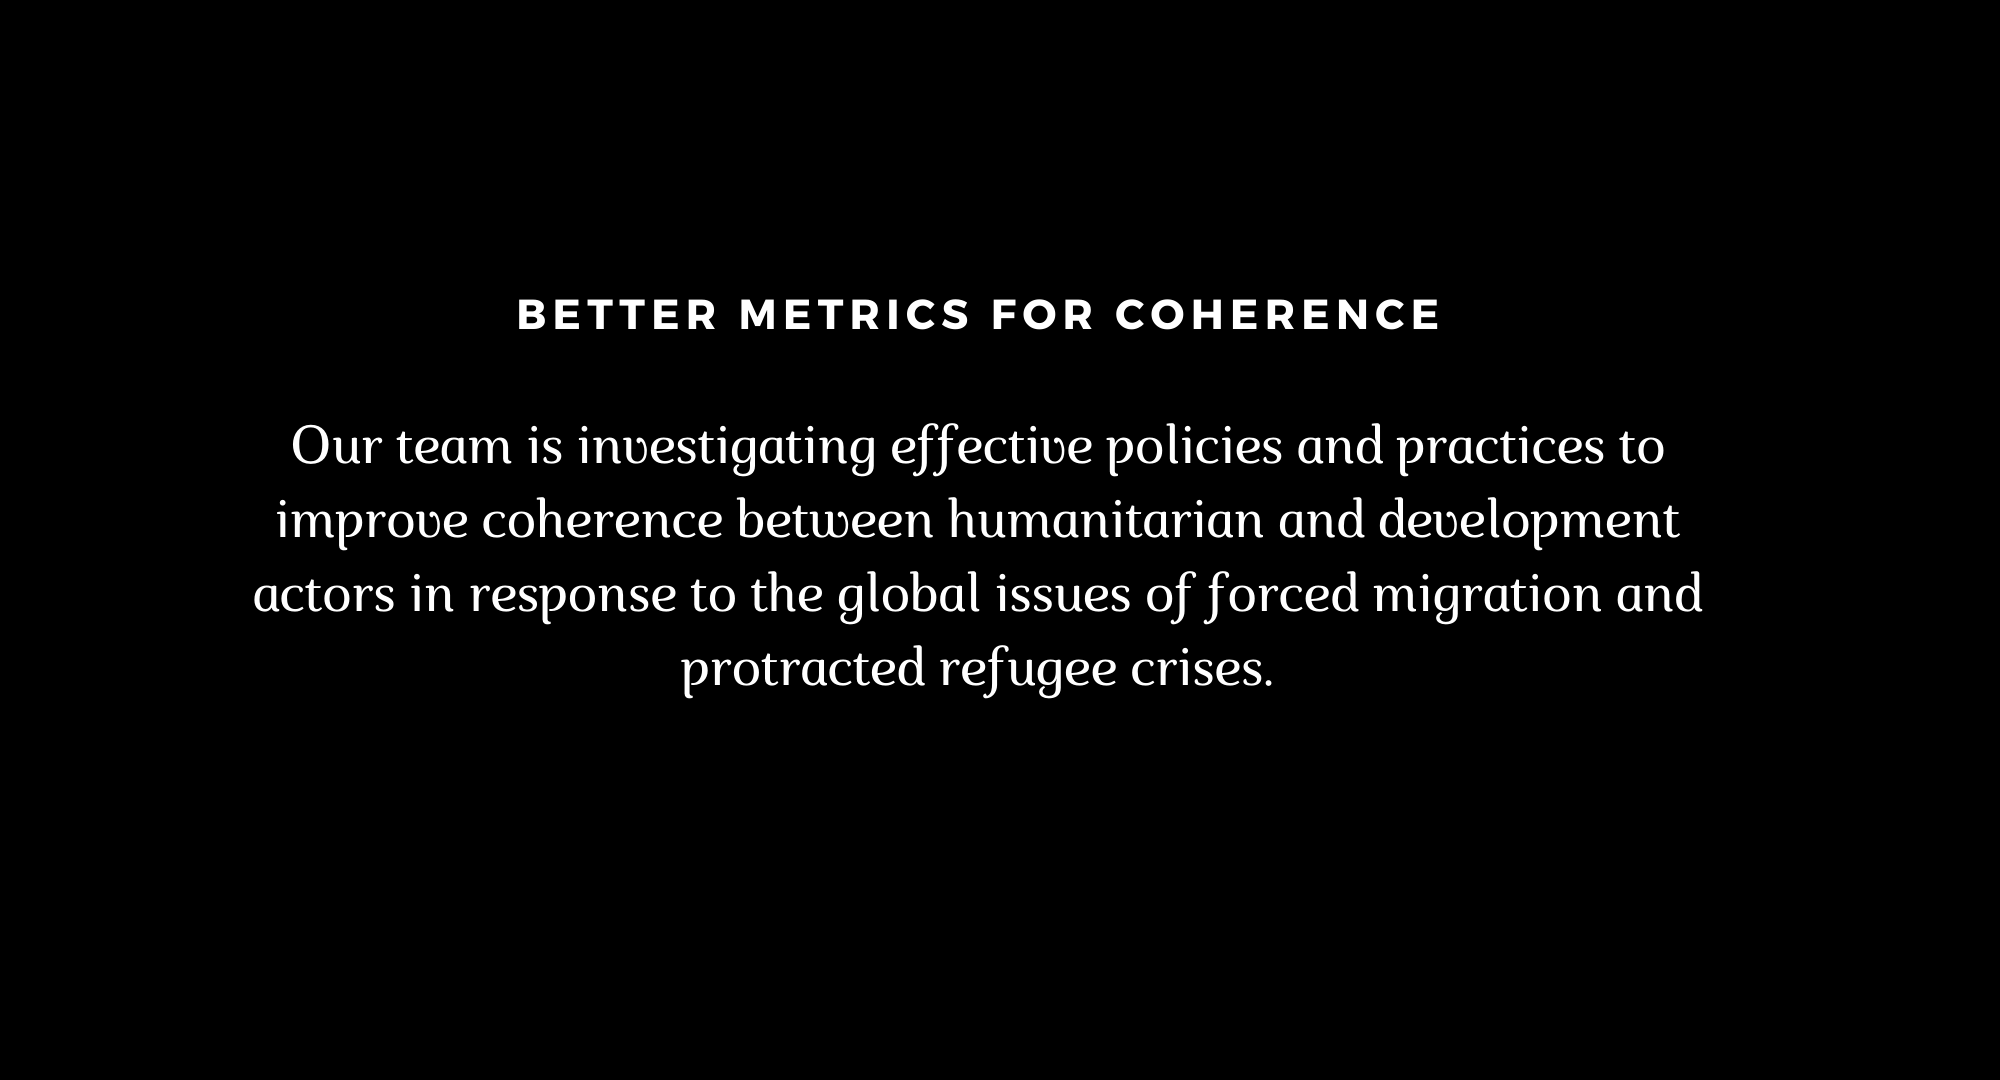 BETTER METRICS FOR COHERENCE
Our team is investigating effective policies and practices to
improve coherence between humanitarian and development
actors in response to the global issues of forced migration and
protracted refugee crises.